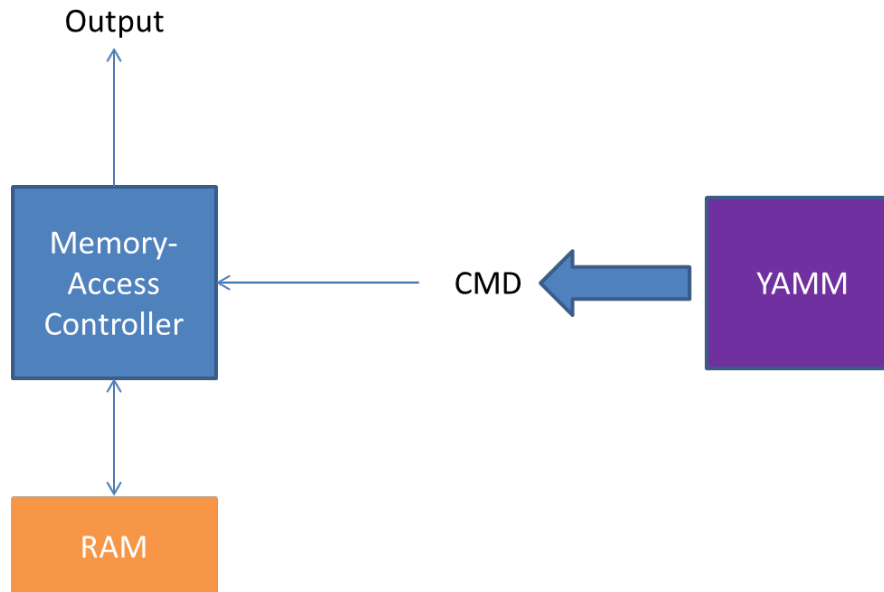 Output
Memory-
Access
Controller
CMD
YAMM
RAM